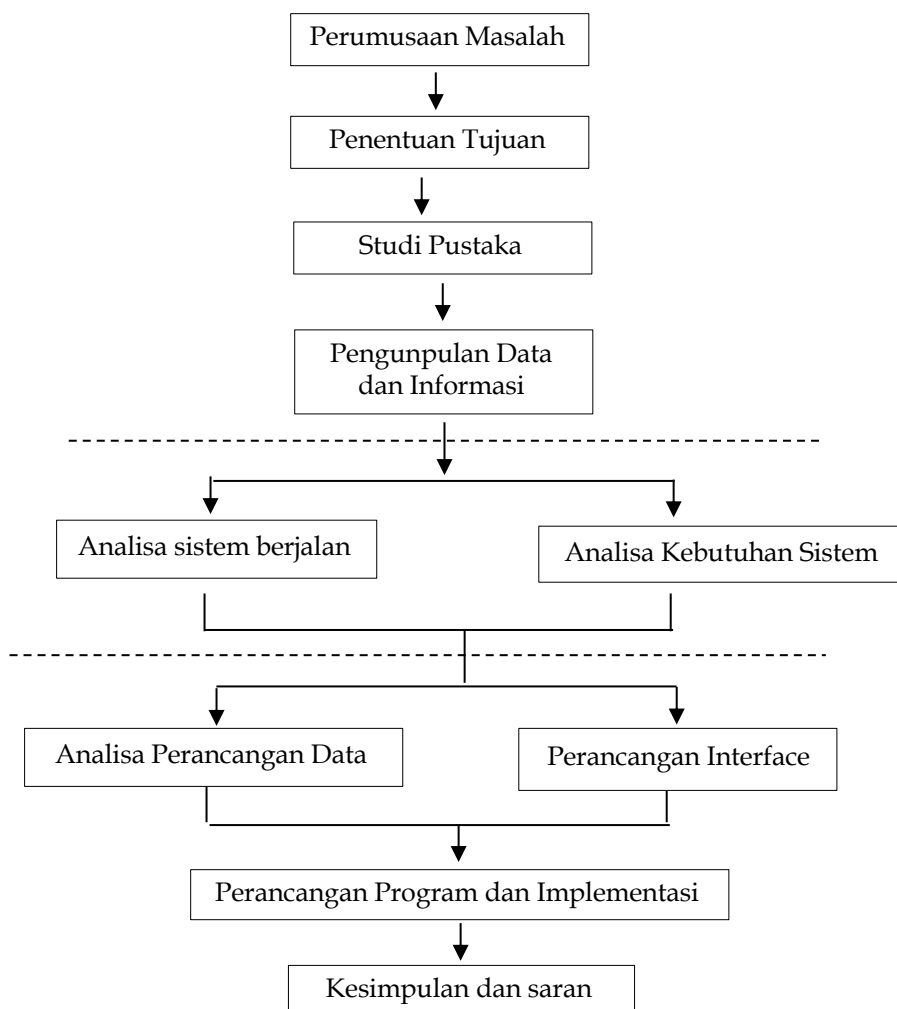 Perumusaan Masalah
Penentuan Tujuan
Studi Pustaka
Pengunpulan Data
dan Informasi
Analisa sistem berjalan
Analisa Kebutuhan Sistem
Analisa Perancangan Data
Perancangan Interface
Perancangan Program dan Implementasi
Kesimpulan dan saran